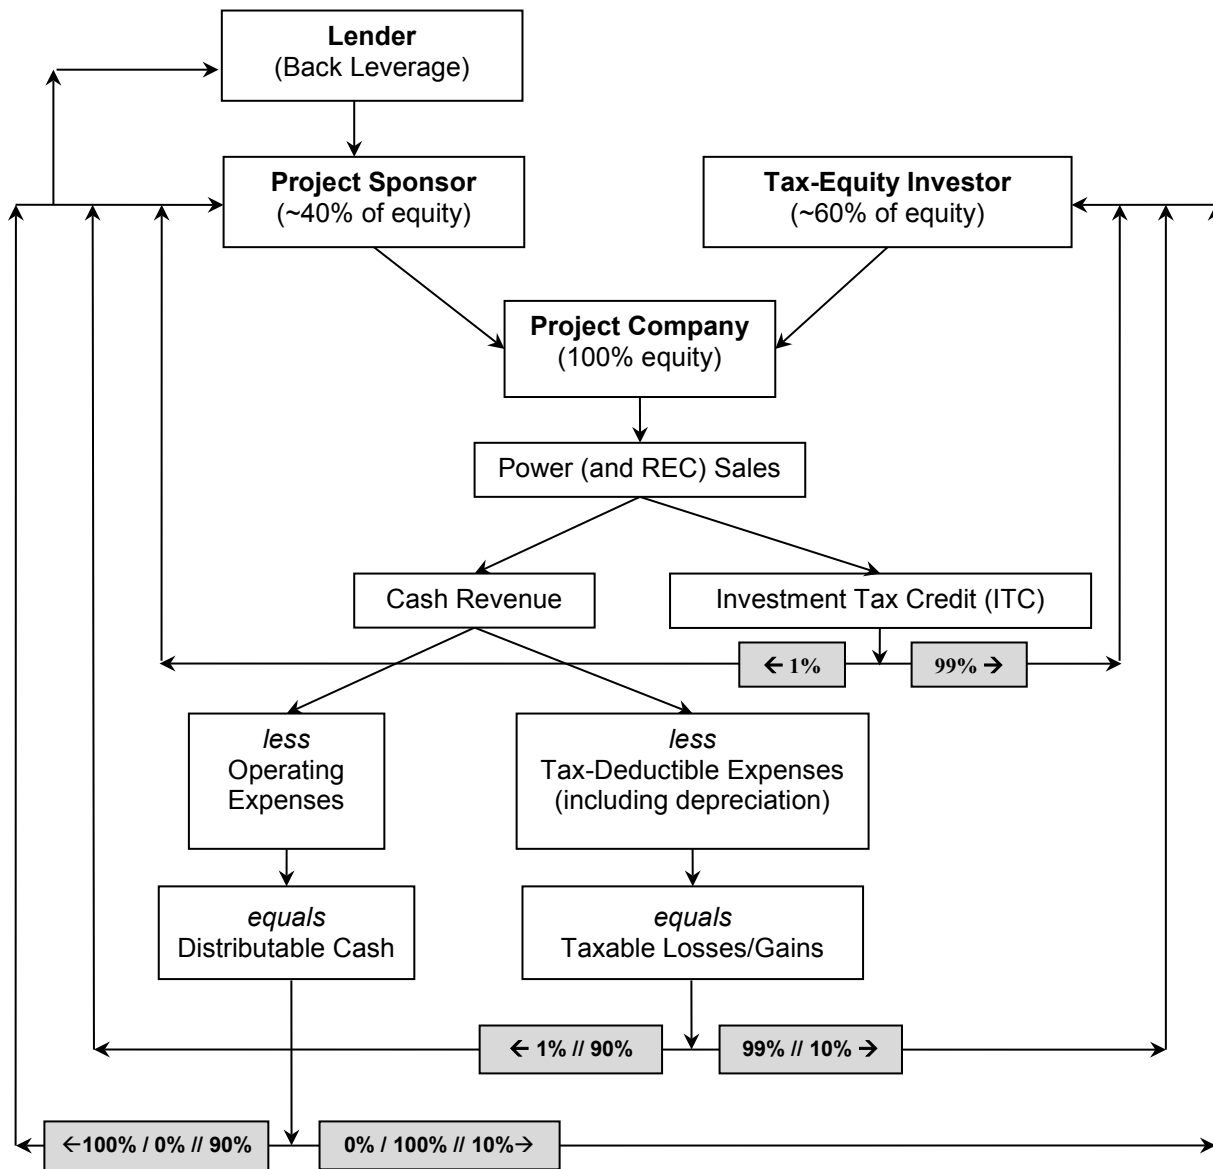 Lender
(Back Leverage)
Project Sponsor
(~40% of equity)
Tax-Equity Investor
(~60% of equity)
Project Company
(100% equity)
Power (and REC) Sales
Cash Revenue
Investment Tax Credit (ITC)
← 1%
99% →
less
Operating
Expenses
less
Tax-Deductible Expenses
(including depreciation)
equals
Distributable Cash
equals
Taxable Losses/Gains
← 1% // 90%
99% // 10% →
←100% / 0% // 90%
0% / 100% // 10%→